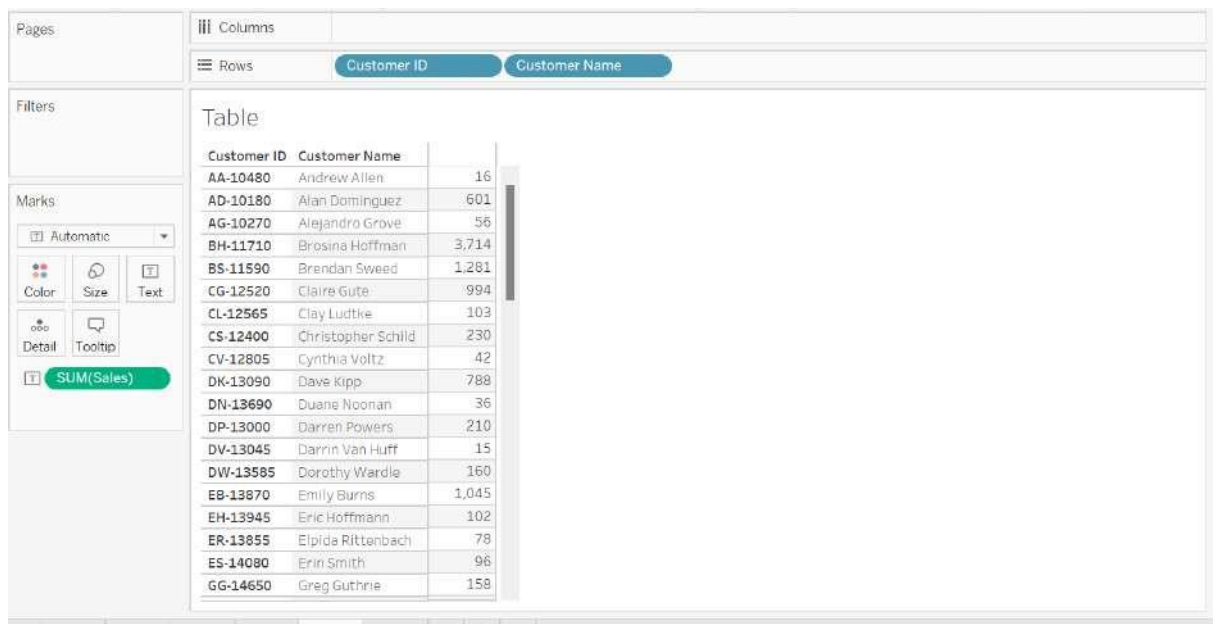 Pages
Columns
Rows Customer ID Customer Name
Filters
Table
Customer ID Customer Name
AA-10480 Andrew Allen 16
AD-10180 Alan Dominguez 601
AG-10270 Alejandro Grove 56
BH-11710 Brosina Hoffman 3,714
BS-11590 Brendan Sweed 1,281
CG-12520 Claire Gute 994
CL-12565 Clay Ludtke 103
CS-12400 Christopher Schild 230
CV-12805 Cynthia Voltz 42
DK-13090 Dave Kipp 788
DN-13690 Duane Noonan 36
DP-13000 Darren Powers 210
DV-13045 Darrin Van Huff 15
DW-13585 Dorothy Wardle 160
EB-13870 Emily Burns 1,045
EH-13945 Eric Hoffmann 102
ER-13855 Elpida Rittenbach 78
ES-14080 Erin Smith 96
GG-14650 Greg Guthrie 158
Marks
T Automatic
T
Color Size Text
Detail Tooltip
T SUM(Sales)